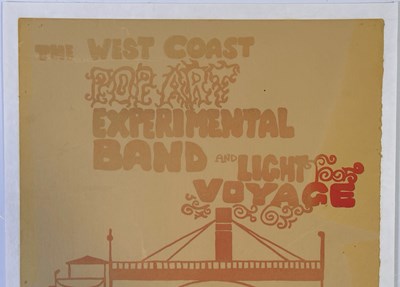 THE WEST COAST
POP ART
EXPERIMENTAL
BAND AND LIGHT
VOYAGE